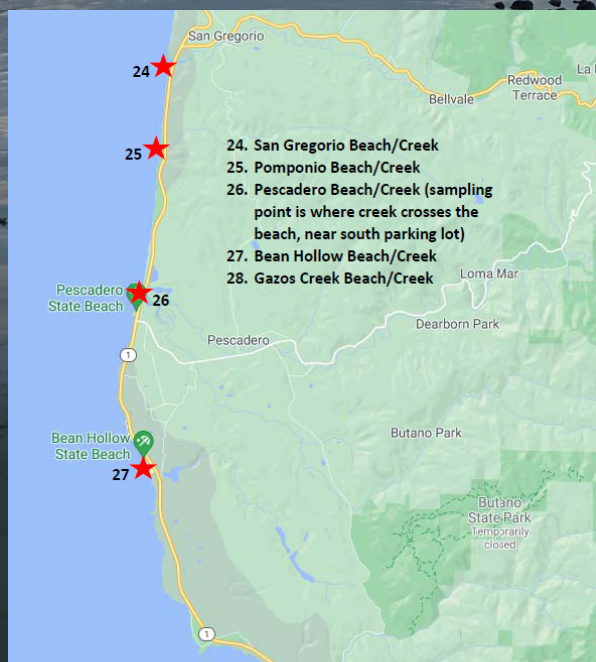 San Gregorio
24
La
Redwood
Terrace
Bellvale
24. San Gregorio Beach/Creek
25
25. Pomponio Beach/Creek
26. Pescadero Beach/Creek (sampling
point is where creek crosses the
beach, near south parking lot)
27. Bean Hollow Beach/Creek
28. Gazos Creek Beach/Creek
Loma Mar
Pescadero
State Beach
26
Dearborn Park
Pescadero
1
Butano Park
Bean Hollow
State Beach
27
Butano
State Park
Temporarily
closed
1